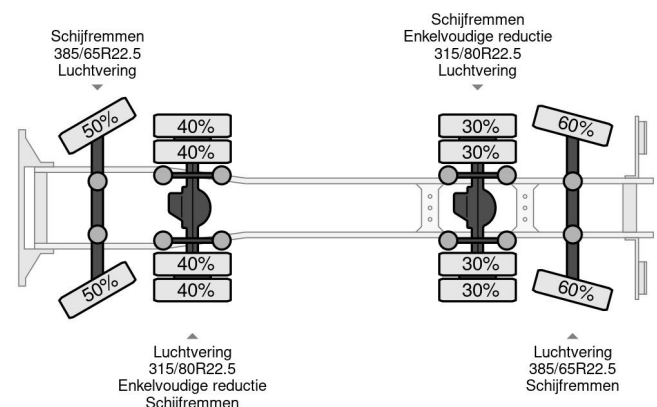 Schijfremmen
385/65R22.5
Luchtvering
Schijfremmen
Enkelvoudige reductie
315/80R22.5
Luchtvering
50%
40%
40%
30%
30%
60%
50%
40%
40%
30%
30%
60%
Luchtvering
315/80R22.5
Enkelvoudige reductie
Schijfremmen
Luchtvering
385/65R22.5
Schijfremmen